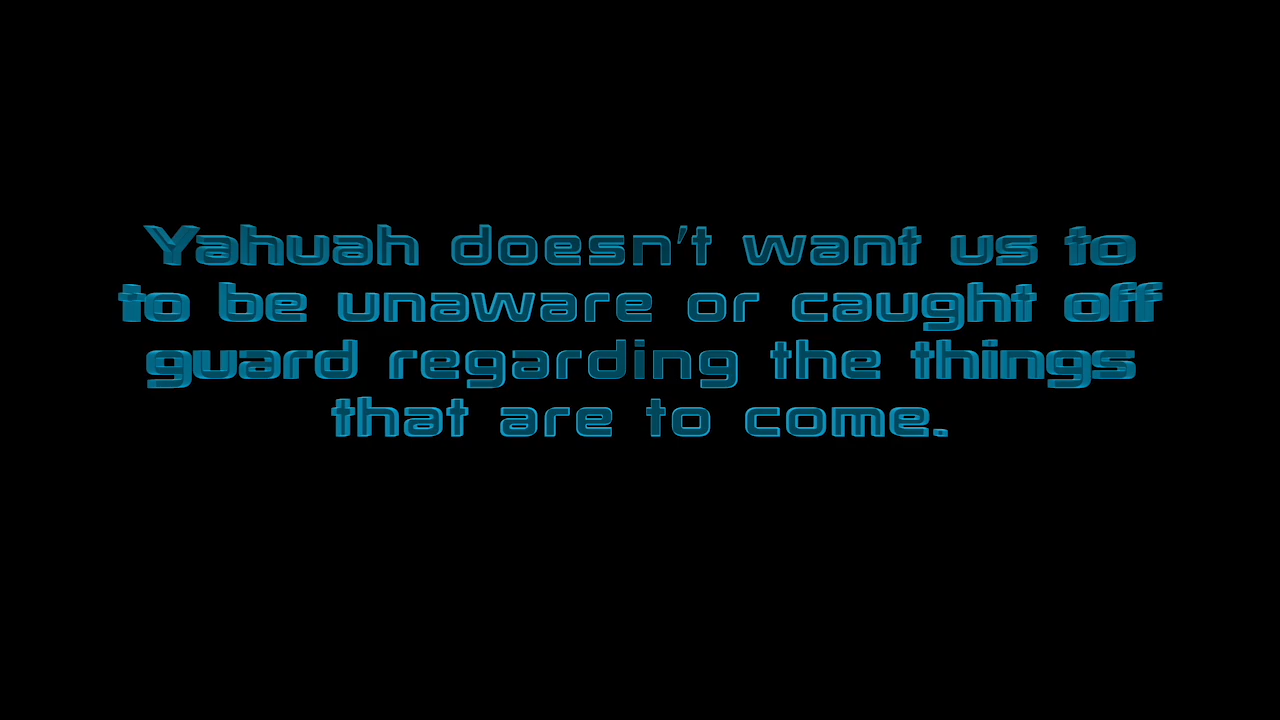 Yahuah doesn't want us to
to be unaware or caught off
guard regarding the things
that are to come.